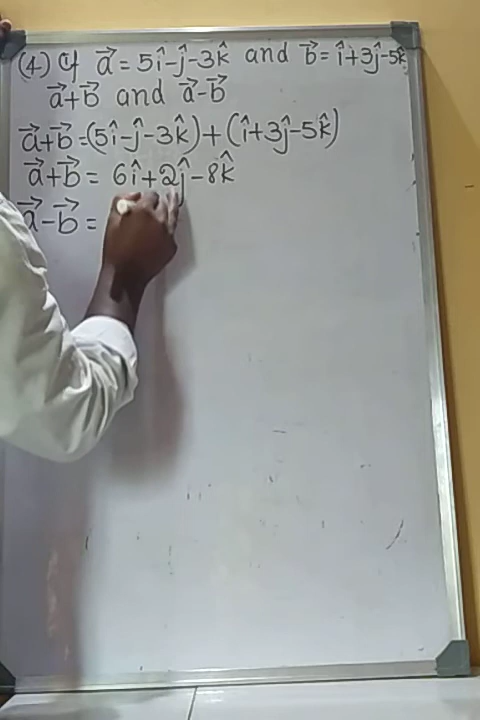 (4.) If a⃗ = 5î-ĵ-3k̂ and b⃗ = î+3ĵ-5k̂
a⃗+b⃗ and a⃗-b⃗
a⃗+b⃗ = (5î-ĵ-3k̂)+(î+3ĵ-5k̂)
a⃗+b⃗ = 6î+2ĵ-8k̂
a⃗-b⃗ =